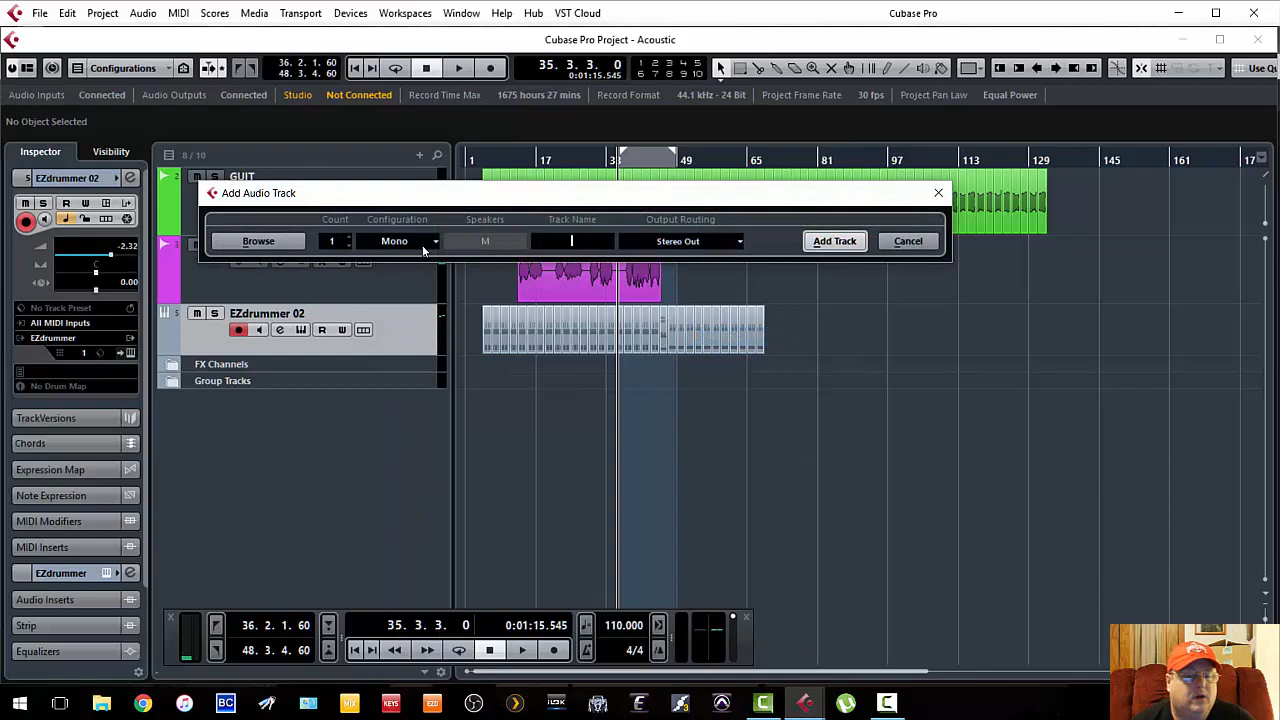 File Edit Project Audio MIDI Scores Media Transport Devices Workspaces Window Help Hub VST Cloud Cubase Pro
Cubase Pro Project - Acoustic
Configurations 36. 2. 1. 60 48. 3. 4. 60 35. 3. 3. 0 0:01:15.545 1 2 3 4 5 6 7 8 9 10 Use Qu
Audio Inputs Connected Audio Outputs Connected Studio Not Connected Record Time Max 1675 hours 27 mins Record Format 44.1 kHz - 24 Bit Project Frame Rate 30 fps Project Pan Law Equal Power
No Object Selected
Inspector Visibility 8 / 10 1 17 33 49 65 81 97 113 129 145 161 17
5 EZdrummer 02 2 m S GUIT
Add Audio Track
m S R W
Count Configuration Speakers Track Name Output Routing
Browse 1 Mono M Stereo Out Add Track Cancel
3
-2.32
0.00
No Track Preset
5 m S EZdrummer 02
All MIDI Inputs
R W
EZdrummer
1
FX Channels
Group Tracks
No Drum Map
TrackVersions
Chords
Expression Map
Note Expression
MIDI Modifiers
MIDI Inserts
EZdrummer
Audio Inserts
Strip
Equalizers
36. 2. 1. 60 35. 3. 3. 0 0:01:15.545 110.000
48. 3. 4. 60 4/4
BC MIX KEYS EZD